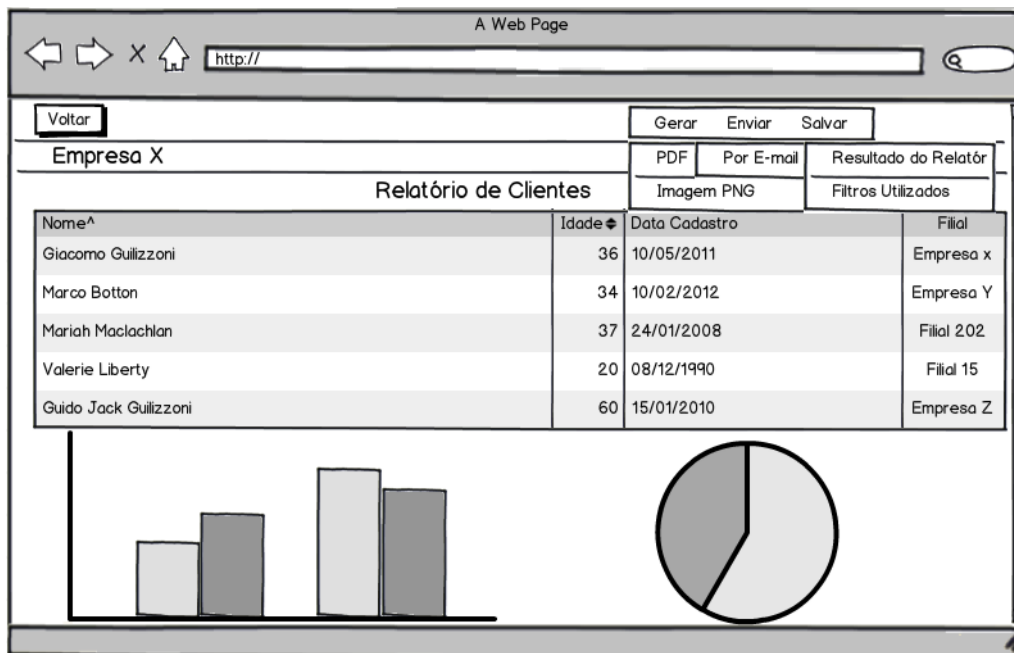 A Web Page
X
http://
Voltar
Gerar Enviar Salvar
Empresa X
PDF Por E-mail Resultado do Relatór
Relatório de Clientes
Imagem PNG Filtros Utilizados
Nome^ Idade Data Cadastro Filial
Giacomo Guilizzoni 36 10/05/2011 Empresa x
Marco Botton 34 10/02/2012 Empresa Y
Mariah Maclachlan 37 24/01/2008 Filial 202
Valerie Liberty 20 08/12/1990 Filial 15
Guido Jack Guilizzoni 60 15/01/2010 Empresa Z